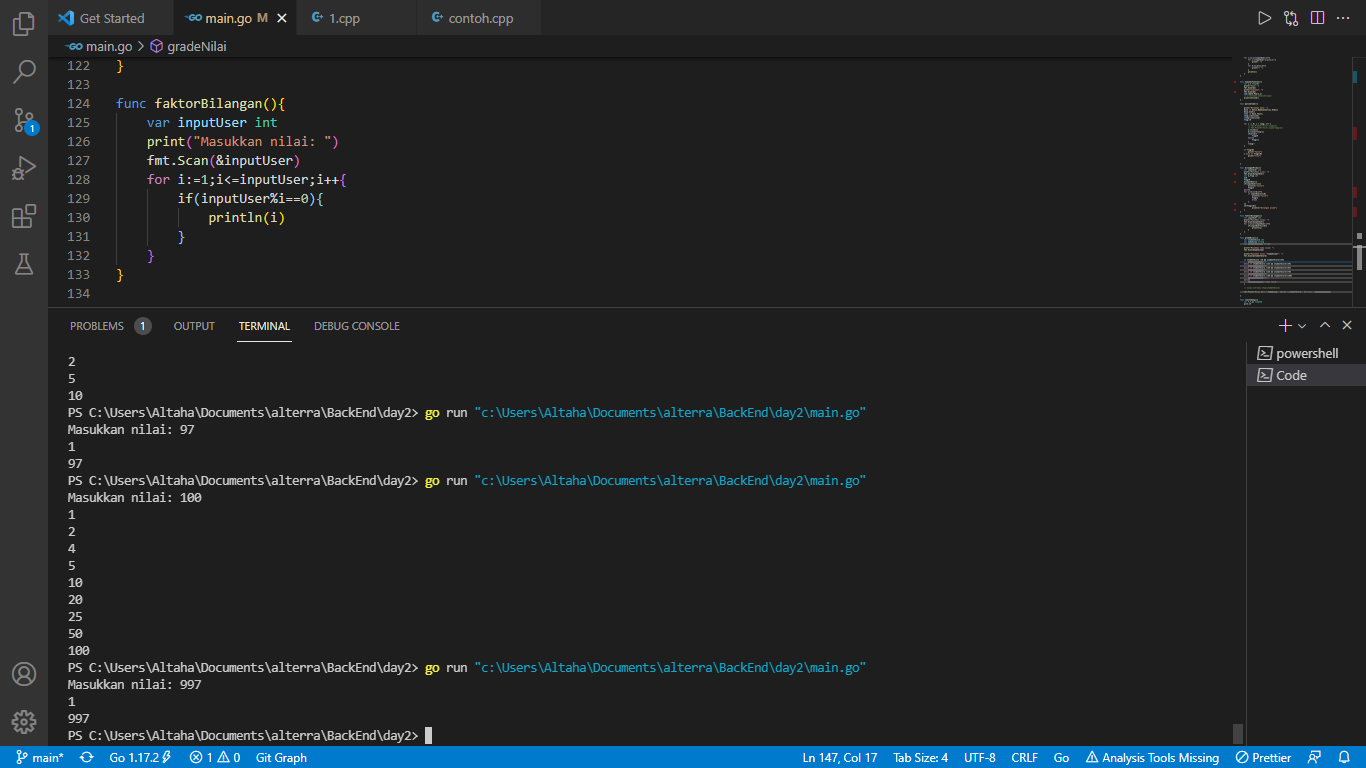 Get Started
main.go M
1.cpp
contoh.cpp
main.go > gradeNilai
122 }
123
124 func faktorBilangan(){
125 var inputUser int
126 print("Masukkan nilai: ")
127 fmt.Scan(&inputUser)
128 for i:=1;i<=inputUser;i++{
129 if(inputUser%i==0){
130 println(i)
131 }
132 }
133 }
134
PROBLEMS 1 OUTPUT TERMINAL DEBUG CONSOLE
powershell
Code
2
5
10
PS C:\Users\Altaha\Documents\alterra\BackEnd\day2> go run "c:\Users\Altaha\Documents\alterra\BackEnd\day2\main.go"
Masukkan nilai: 97
1
97
PS C:\Users\Altaha\Documents\alterra\BackEnd\day2> go run "c:\Users\Altaha\Documents\alterra\BackEnd\day2\main.go"
Masukkan nilai: 100
1
2
4
5
10
20
25
50
100
PS C:\Users\Altaha\Documents\alterra\BackEnd\day2> go run "c:\Users\Altaha\Documents\alterra\BackEnd\day2\main.go"
Masukkan nilai: 997
1
997
PS C:\Users\Altaha\Documents\alterra\BackEnd\day2>
1
main* Go 1.17.2 1 0 Git Graph Ln 147, Col 17 Tab Size: 4 UTF-8 CRLF Go Analysis Tools Missing Prettier